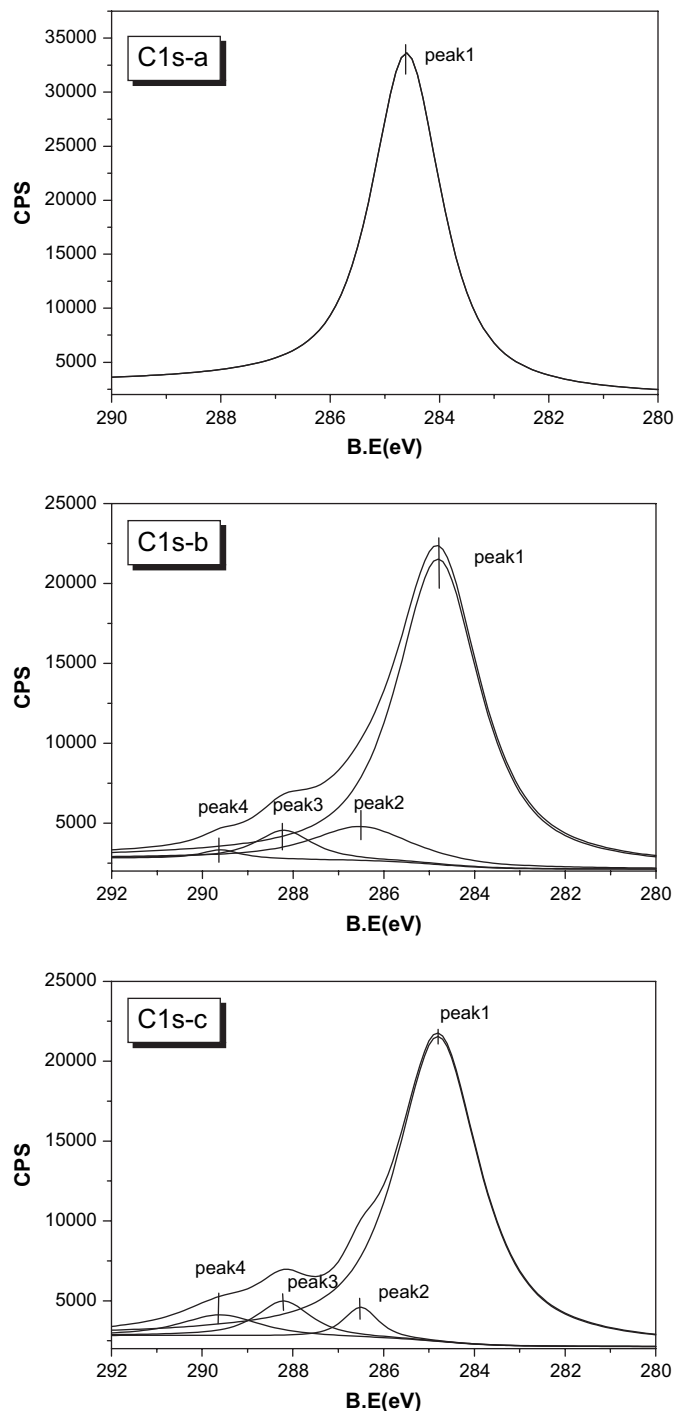 C1s-a
peak1
35000
30000
25000
20000
15000
10000
5000
CPS
290 288 286 284 282 280
B.E(eV)
C1s-b
peak1
25000
20000
15000
10000
5000
CPS
peak4 peak3 peak2
292 290 288 286 284 282 280
B.E(eV)
C1s-c
peak1
25000
20000
15000
10000
5000
CPS
peak4 peak3 peak2
292 290 288 286 284 282 280
B.E(eV)